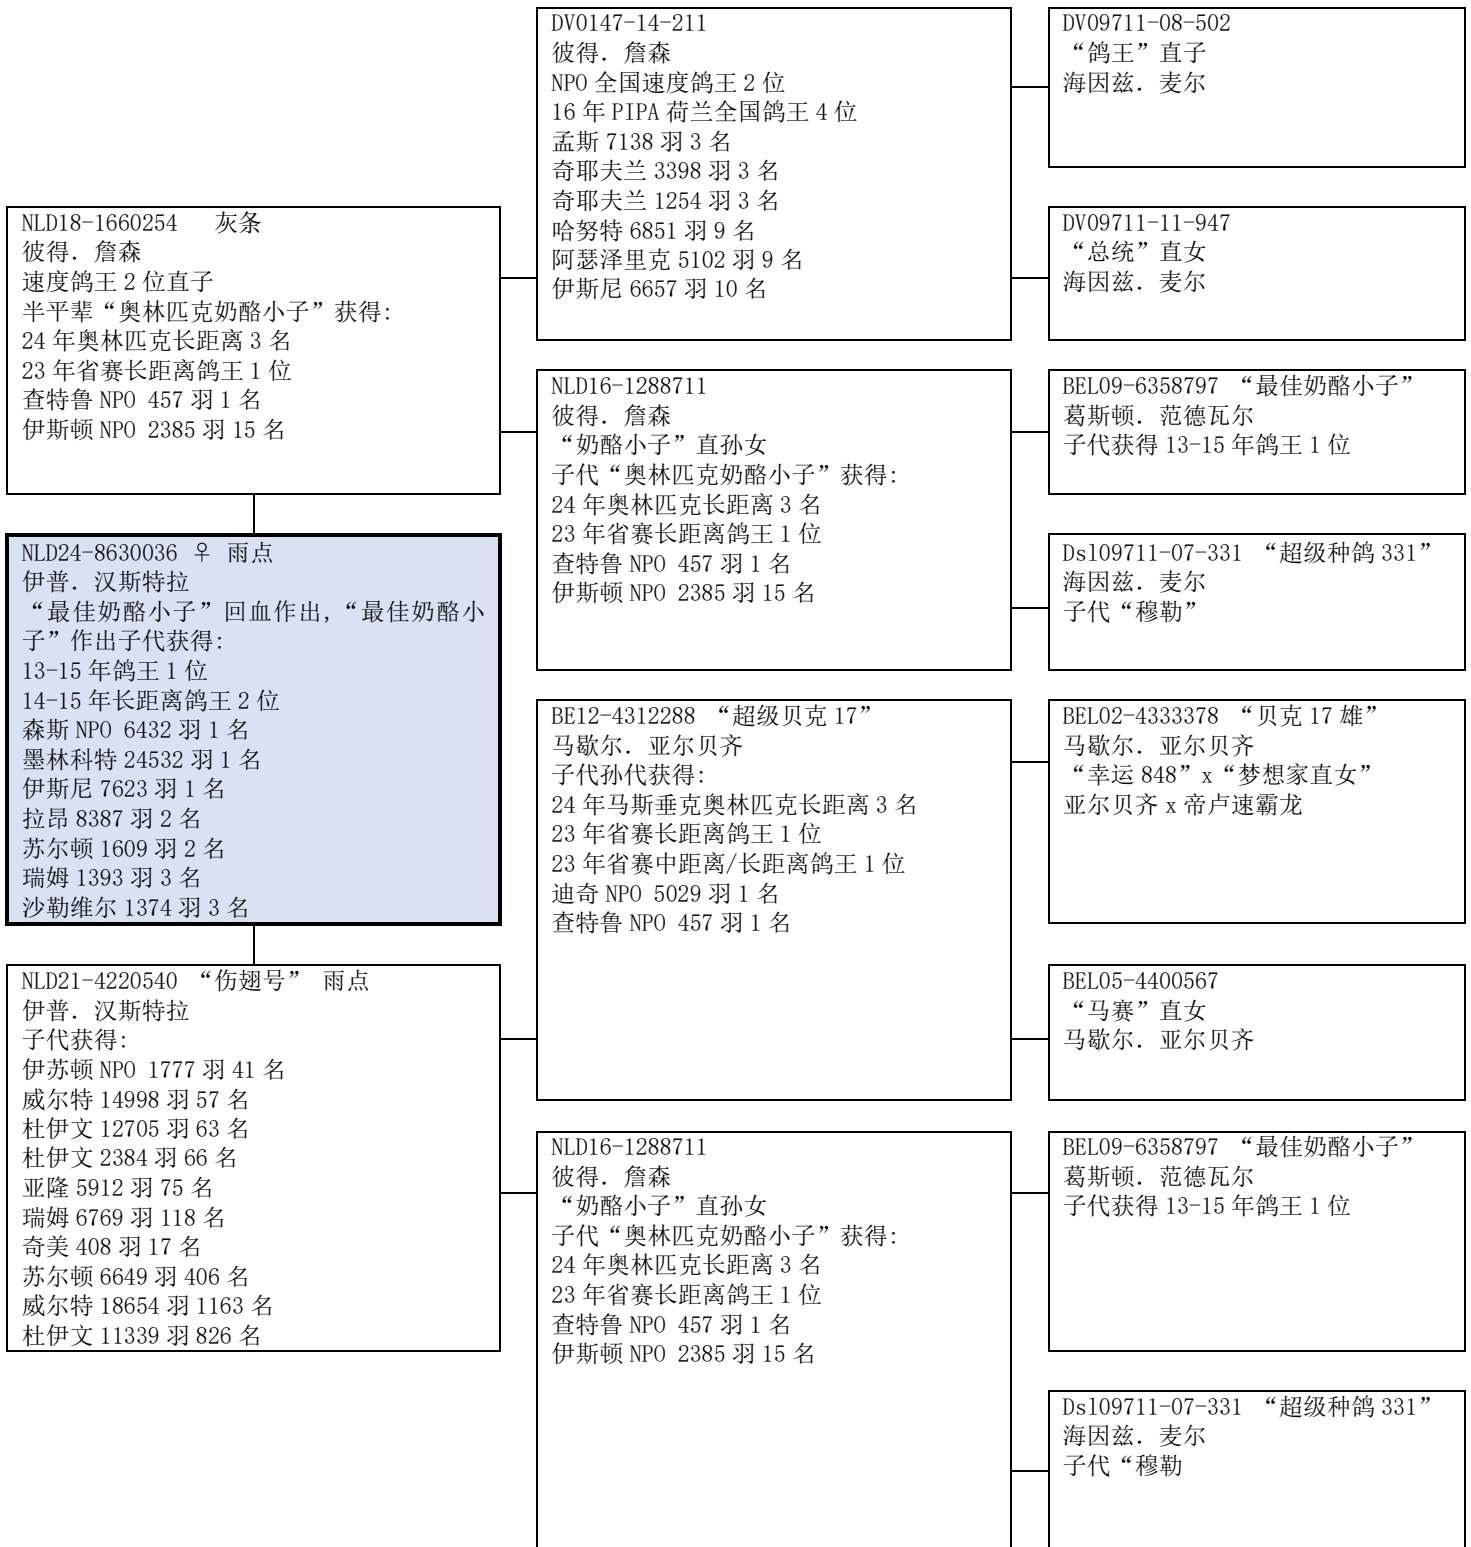 NLD18-1660254 灰条
彼得．詹森
速度鸽王 2 位直子
半平辈“奥林匹克奶酪小子”获得:
24 年奥林匹克长距离 3 名
23 年省赛长距离鸽王 1 位
查特鲁 NPO 457 羽 1 名
伊斯顿 NPO 2385 羽 15 名
NLD24-8630036 ♀ 雨点
伊普．汉斯特拉
“最佳奶酪小子”回血作出,“最佳奶酪小
子”作出子代获得:
13-15 年鸽王 1 位
14-15 年长距离鸽王 2 位
森斯 NPO 6432 羽 1 名
墨林科特 24532 羽 1 名
伊斯尼 7623 羽 1 名
拉昂 8387 羽 2 名
苏尔顿 1609 羽 2 名
瑞姆 1393 羽 3 名
沙勒维尔 1374 羽 3 名
NLD21-4220540 “伤翅号” 雨点
伊普．汉斯特拉
子代获得:
伊苏顿 NPO 1777 羽 41 名
威尔特 14998 羽 57 名
杜伊文 12705 羽 63 名
杜伊文 2384 羽 66 名
亚隆 5912 羽 75 名
瑞姆 6769 羽 118 名
奇美 408 羽 17 名
苏尔顿 6649 羽 406 名
威尔特 18654 羽 1163 名
杜伊文 11339 羽 826 名
DV0147-14-211
彼得．詹森
NPO 全国速度鸽王 2 位
16 年 PIPA 荷兰全国鸽王 4 位
孟斯 7138 羽 3 名
奇耶夫兰 3398 羽 3 名
奇耶夫兰 1254 羽 3 名
哈努特 6851 羽 9 名
阿瑟泽里克 5102 羽 9 名
伊斯尼 6657 羽 10 名
NLD16-1288711
彼得．詹森
“奶酪小子”直孙女
子代“奥林匹克奶酪小子”获得:
24 年奥林匹克长距离 3 名
23 年省赛长距离鸽王 1 位
查特鲁 NPO 457 羽 1 名
伊斯顿 NPO 2385 羽 15 名
BE12-4312288 “超级贝克 17”
马歇尔．亚尔贝齐
子代孙代获得:
24 年马斯垂克奥林匹克长距离 3 名
23 年省赛长距离鸽王 1 位
23 年省赛中距离/长距离鸽王 1 位
迪奇 NPO 5029 羽 1 名
查特鲁 NPO 457 羽 1 名
NLD16-1288711
彼得．詹森
“奶酪小子”直孙女
子代“奥林匹克奶酪小子”获得:
24 年奥林匹克长距离 3 名
23 年省赛长距离鸽王 1 位
查特鲁 NPO 457 羽 1 名
伊斯顿 NPO 2385 羽 15 名
DV09711-08-502
“鸽王”直子
海因兹．麦尔
DV09711-11-947
“总统”直女
海因兹．麦尔
BEL09-6358797 “最佳奶酪小子”
葛斯顿．范德瓦尔
子代获得 13-15 年鸽王 1 位
Dsl09711-07-331 “超级种鸽 331”
海因兹．麦尔
子代“穆勒”
BEL02-4333378 “贝克 17 雄”
马歇尔．亚尔贝齐
“幸运 848”x“梦想家直女”
亚尔贝齐 x 帝卢速霸龙
BEL05-4400567
“马赛”直女
马歇尔．亚尔贝齐
BEL09-6358797 “最佳奶酪小子”
葛斯顿．范德瓦尔
子代获得 13-15 年鸽王 1 位
Dsl09711-07-331 “超级种鸽 331”
海因兹．麦尔
子代“穆勒